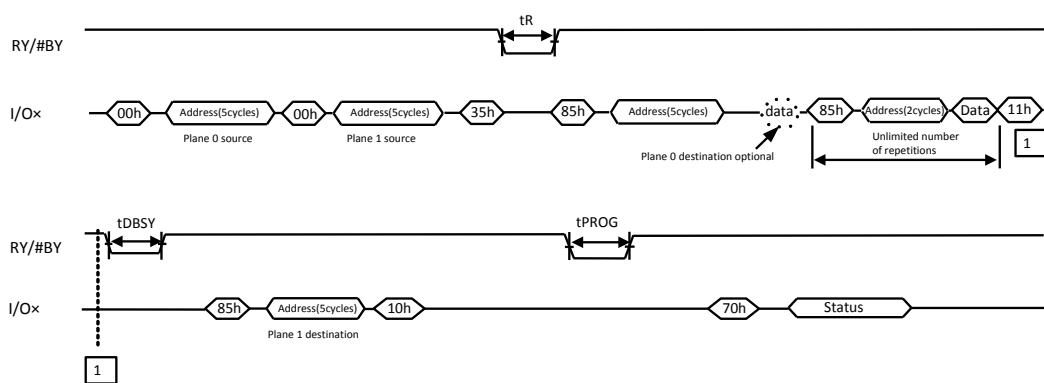 tR
RY/#BY
I/O×
00h Address(5cycles) 00h Address(5cycles) 35h 85h Address(5cycles) data 85h Address(2cycles) Data 11h
Plane 0 source Plane 1 source
Plane 0 destination optional
Unlimited number
of repetitions
1
tDBSY tPROG
RY/#BY
I/O×
85h Address(5cycles) 10h 70h Status
Plane 1 destination
1